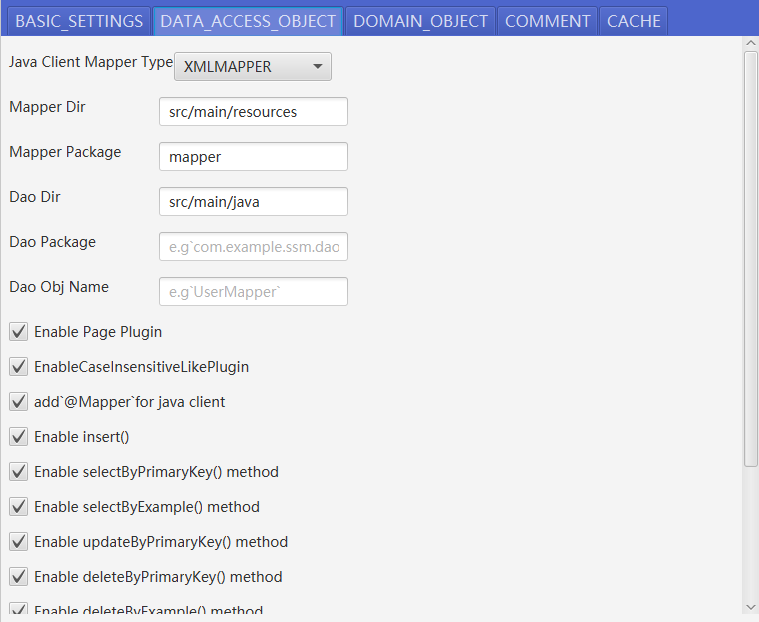 BASIC_SETTINGS DATA_ACCESS_OBJECT DOMAIN_OBJECT COMMENT CACHE
Java Client Mapper Type XMLMAPPER
Mapper Dir src/main/resources
Mapper Package mapper
Dao Dir src/main/java
Dao Package e.g`com.example.ssm.dao
Dao Obj Name e.g`UserMapper`
Enable Page Plugin
EnableCaseInsensitiveLikePlugin
add`@Mapper`for java client
Enable insert()
Enable selectByPrimaryKey() method
Enable selectByExample() method
Enable updateByPrimaryKey() method
Enable deleteByPrimaryKey() method
Enable deleteByExample() method